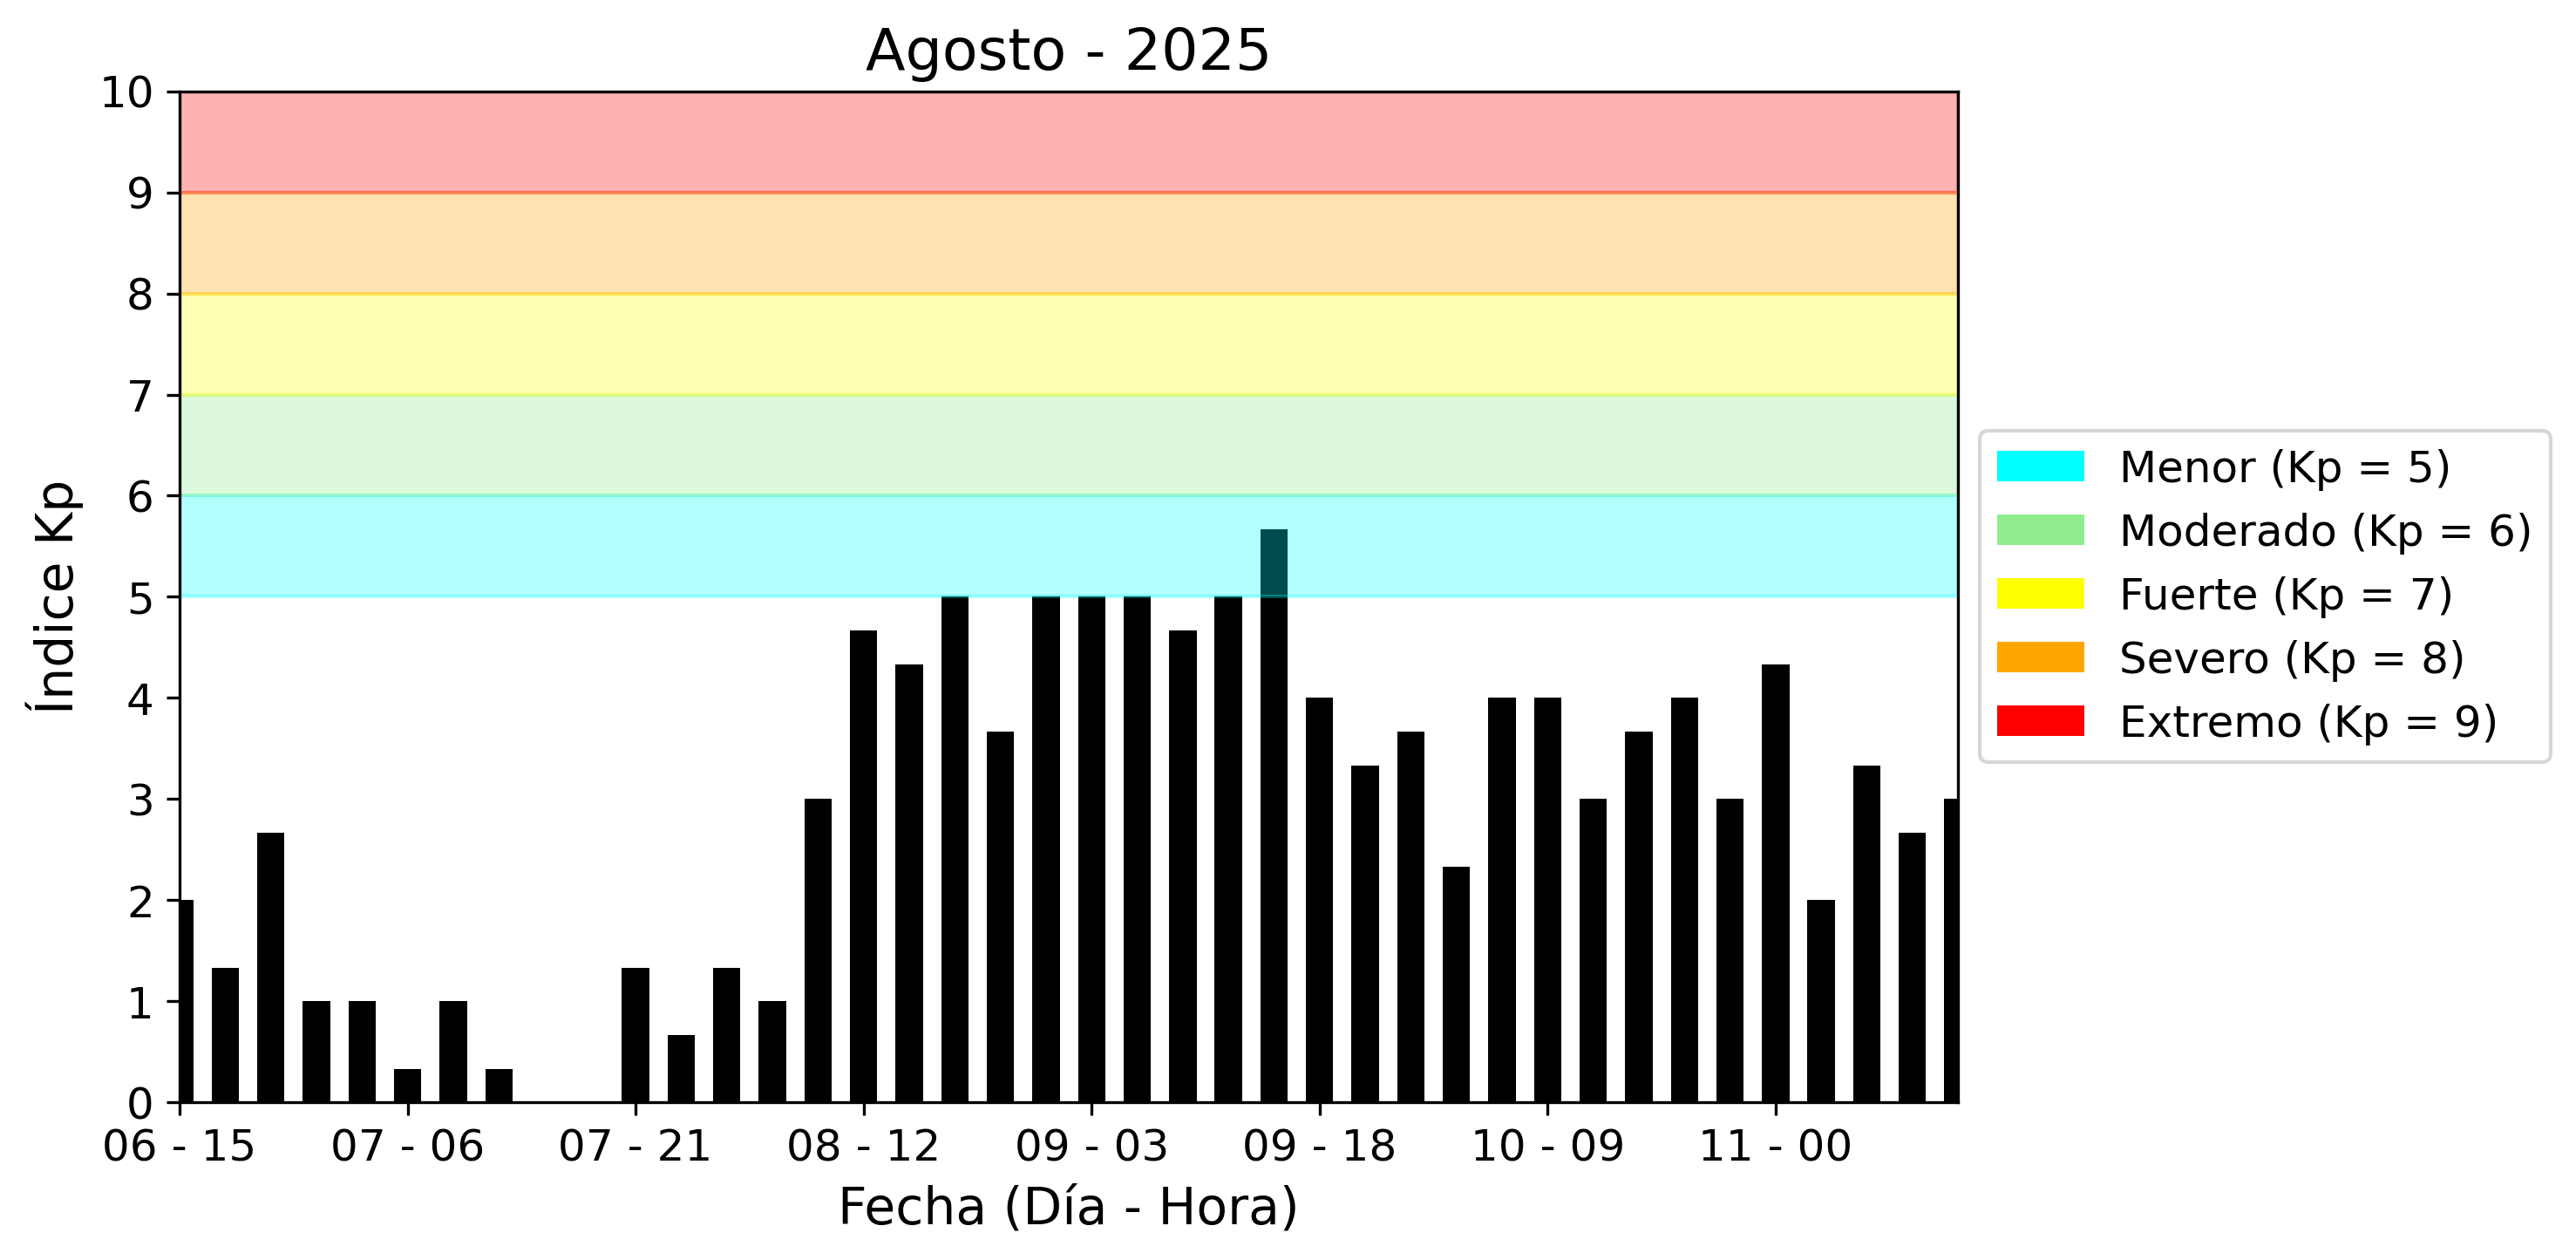 Agosto - 2025
10
9
8
7
6
5
4
3
2
1
0
Índice Kp
06 - 15
07 - 06
07 - 21
08 - 12
09 - 03
09 - 18
10 - 09
11 - 00
Fecha (Día - Hora)
Menor (Kp = 5)
Moderado (Kp = 6)
Fuerte (Kp = 7)
Severo (Kp = 8)
Extremo (Kp = 9)